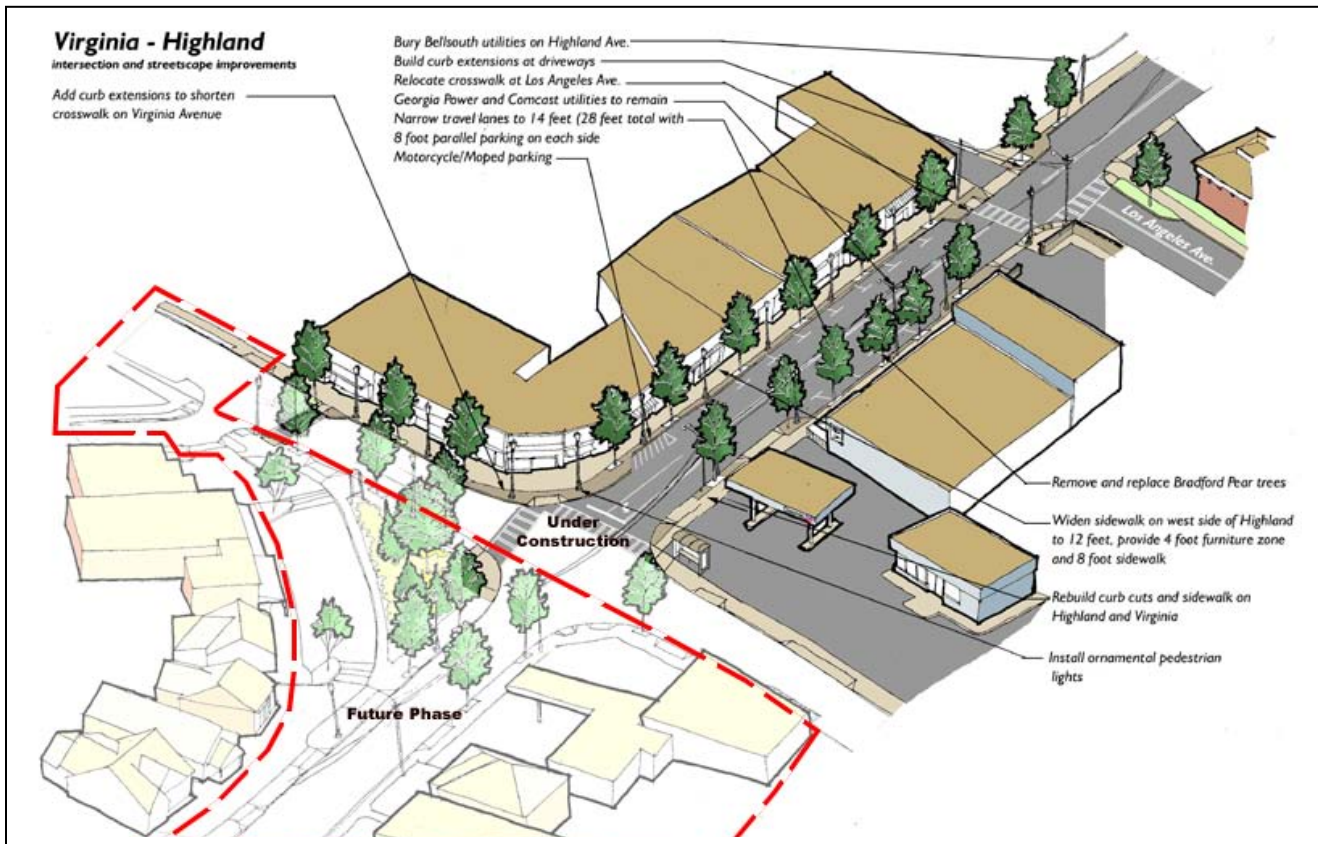 Virginia - Highland
intersection and streetscape improvements
Add curb extensions to shorten
crosswalk on Virginia Avenue
Bury Bellsouth utilities on Highland Ave.
Build curb extensions at driveways
Relocate crosswalk at Los Angeles Ave.
Georgia Power and Comcast utilities to remain
Narrow travel lanes to 14 feet (28 feet total with
8 foot parallel parking on each side
Motorcycle/Moped parking
Los Angeles Ave.
Remove and replace Bradford Pear trees
Widen sidewalk on west side of Highland
to 12 feet, provide 4 foot furniture zone
and 8 foot sidewalk
Under
Construction
Rebuild curb cuts and sidewalk on
Highland and Virginia
Install ornamental pedestrian
lights
Future Phase